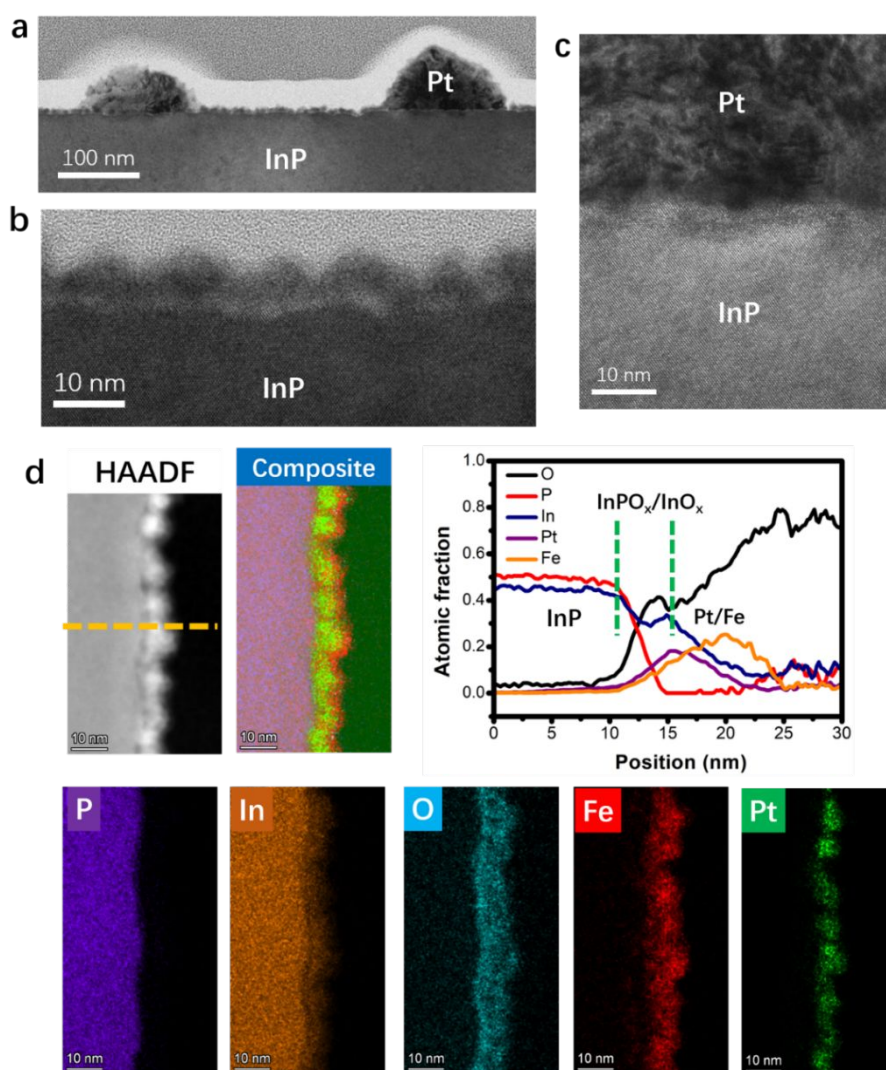 a
Pt
InP
100 nm
b
InP
10 nm
c
Pt
InP
10 nm
d
HAADF
10 nm
Composite
10 nm
1.0
0.8
0.6
0.4
0.2
0.0
Atomic fraction
O
P
In
Pt
Fe
InPOₓ/InOₓ
InP
Pt/Fe
0 5 10 15 20 25 30
Position (nm)
P
10 nm
In
10 nm
O
10 nm
Fe
10 nm
Pt
10 nm